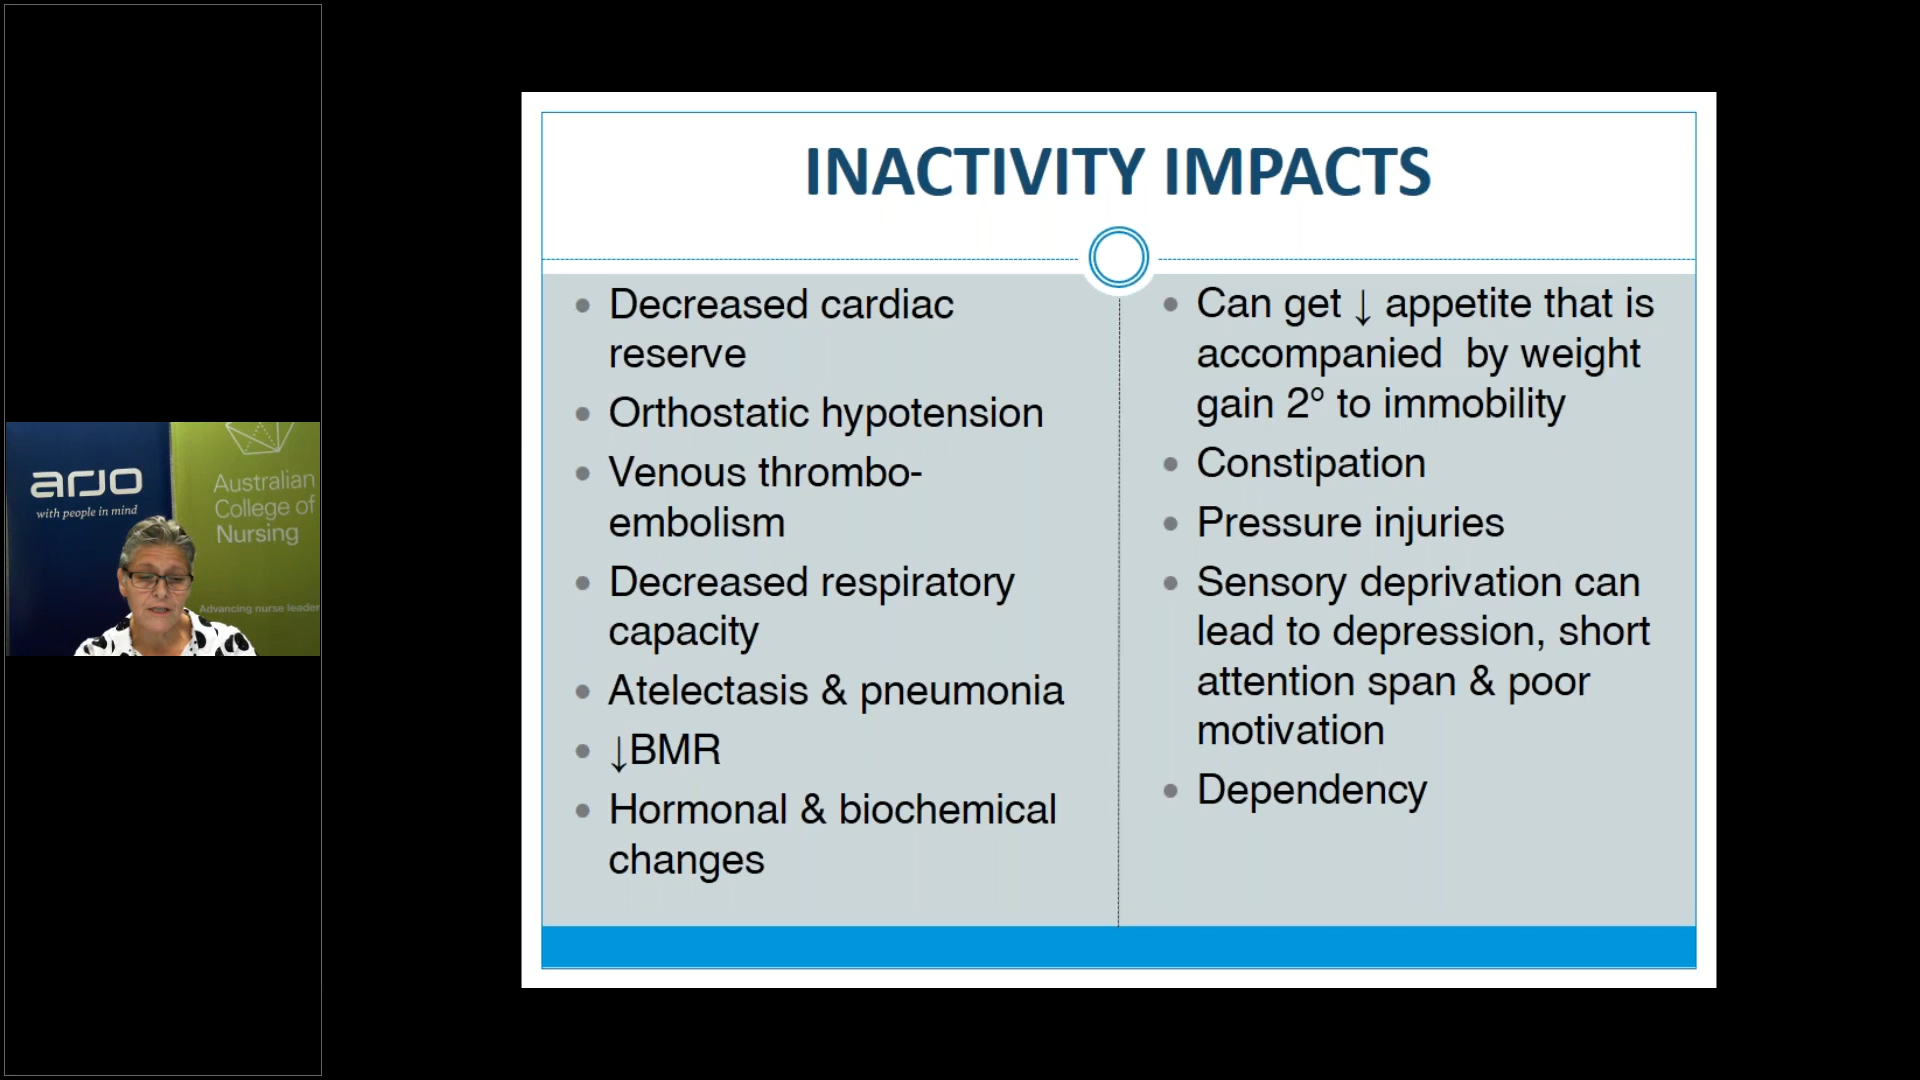 arjo
with people in mind
Australian
College of
Nursing
Advancing nurse leader
INACTIVITY IMPACTS
• Decreased cardiac
reserve
• Orthostatic hypotension
• Venous thrombo-
embolism
• Decreased respiratory
capacity
• Atelectasis & pneumonia
• ↓BMR
• Hormonal & biochemical
changes
• Can get ↓ appetite that is
accompanied  by weight
gain 2° to immobility
• Constipation
• Pressure injuries
• Sensory deprivation can
lead to depression, short
attention span & poor
motivation
• Dependency